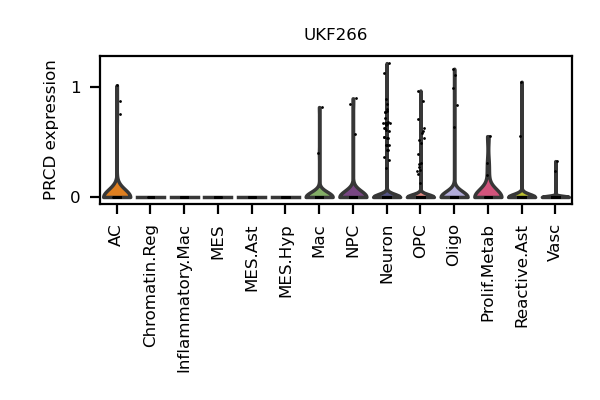 UKF266
PRCD expression
1
0
AC
Chromatin.Reg
Inflammatory.Mac
MES
MES.Ast
MES.Hyp
Mac
NPC
Neuron
OPC
Oligo
Prolif.Metab
Reactive.Ast
Vasc